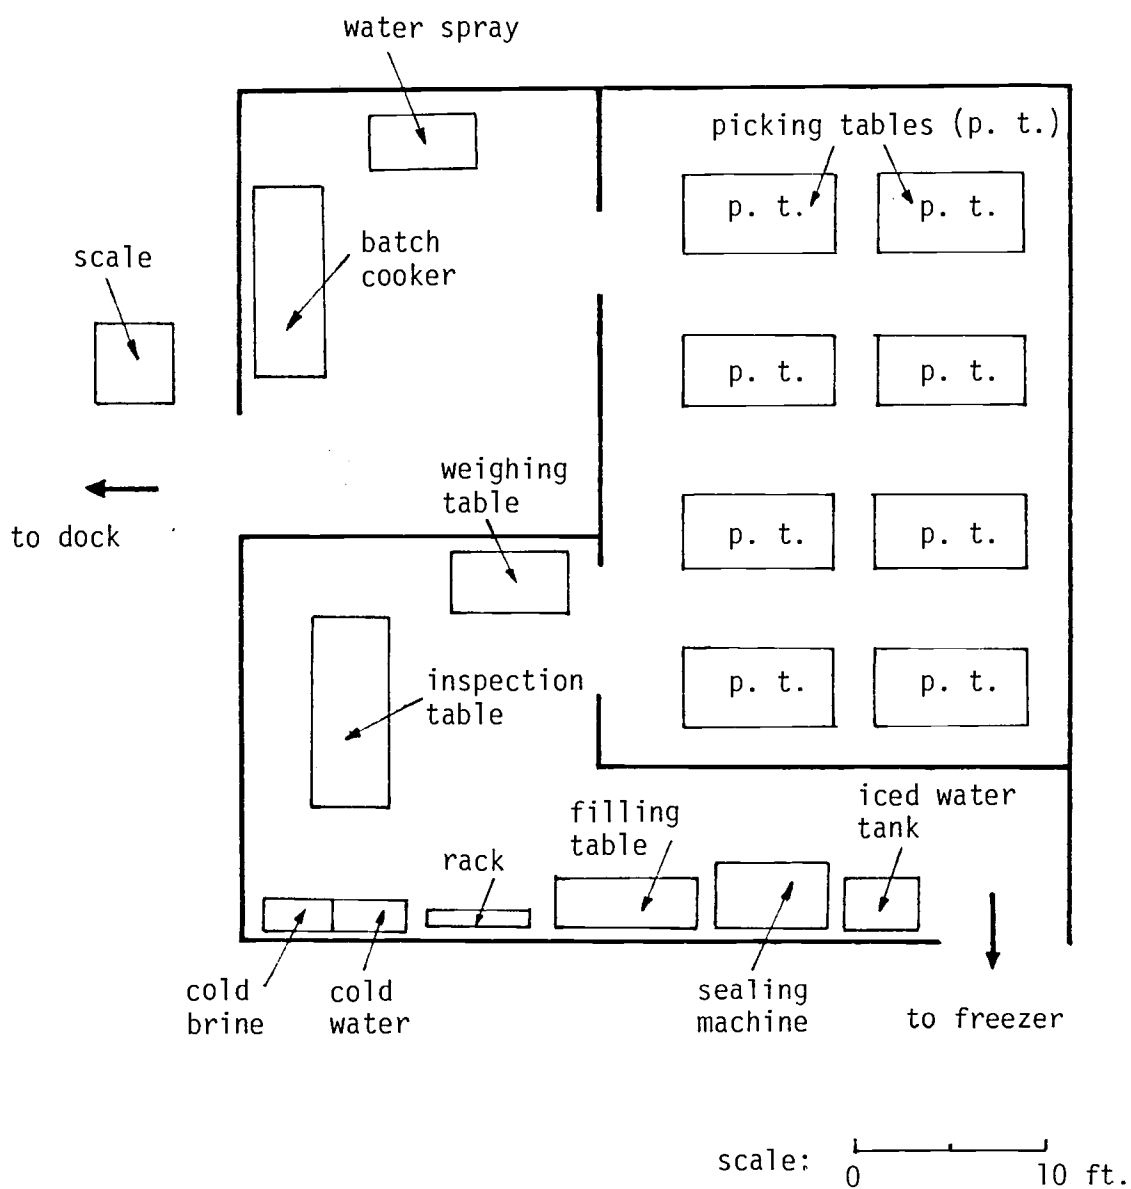 water spray
picking tables (p. t.)
p. t.
p. t.
batch
cooker
scale
p. t.
p. t.
weighing
table
to dock
p. t.
p. t.
inspection
table
p. t.
p. t.
iced water
tank
filling
table
rack
cold
brine
cold
water
sealing
machine
to freezer
scale:
0
10 ft.